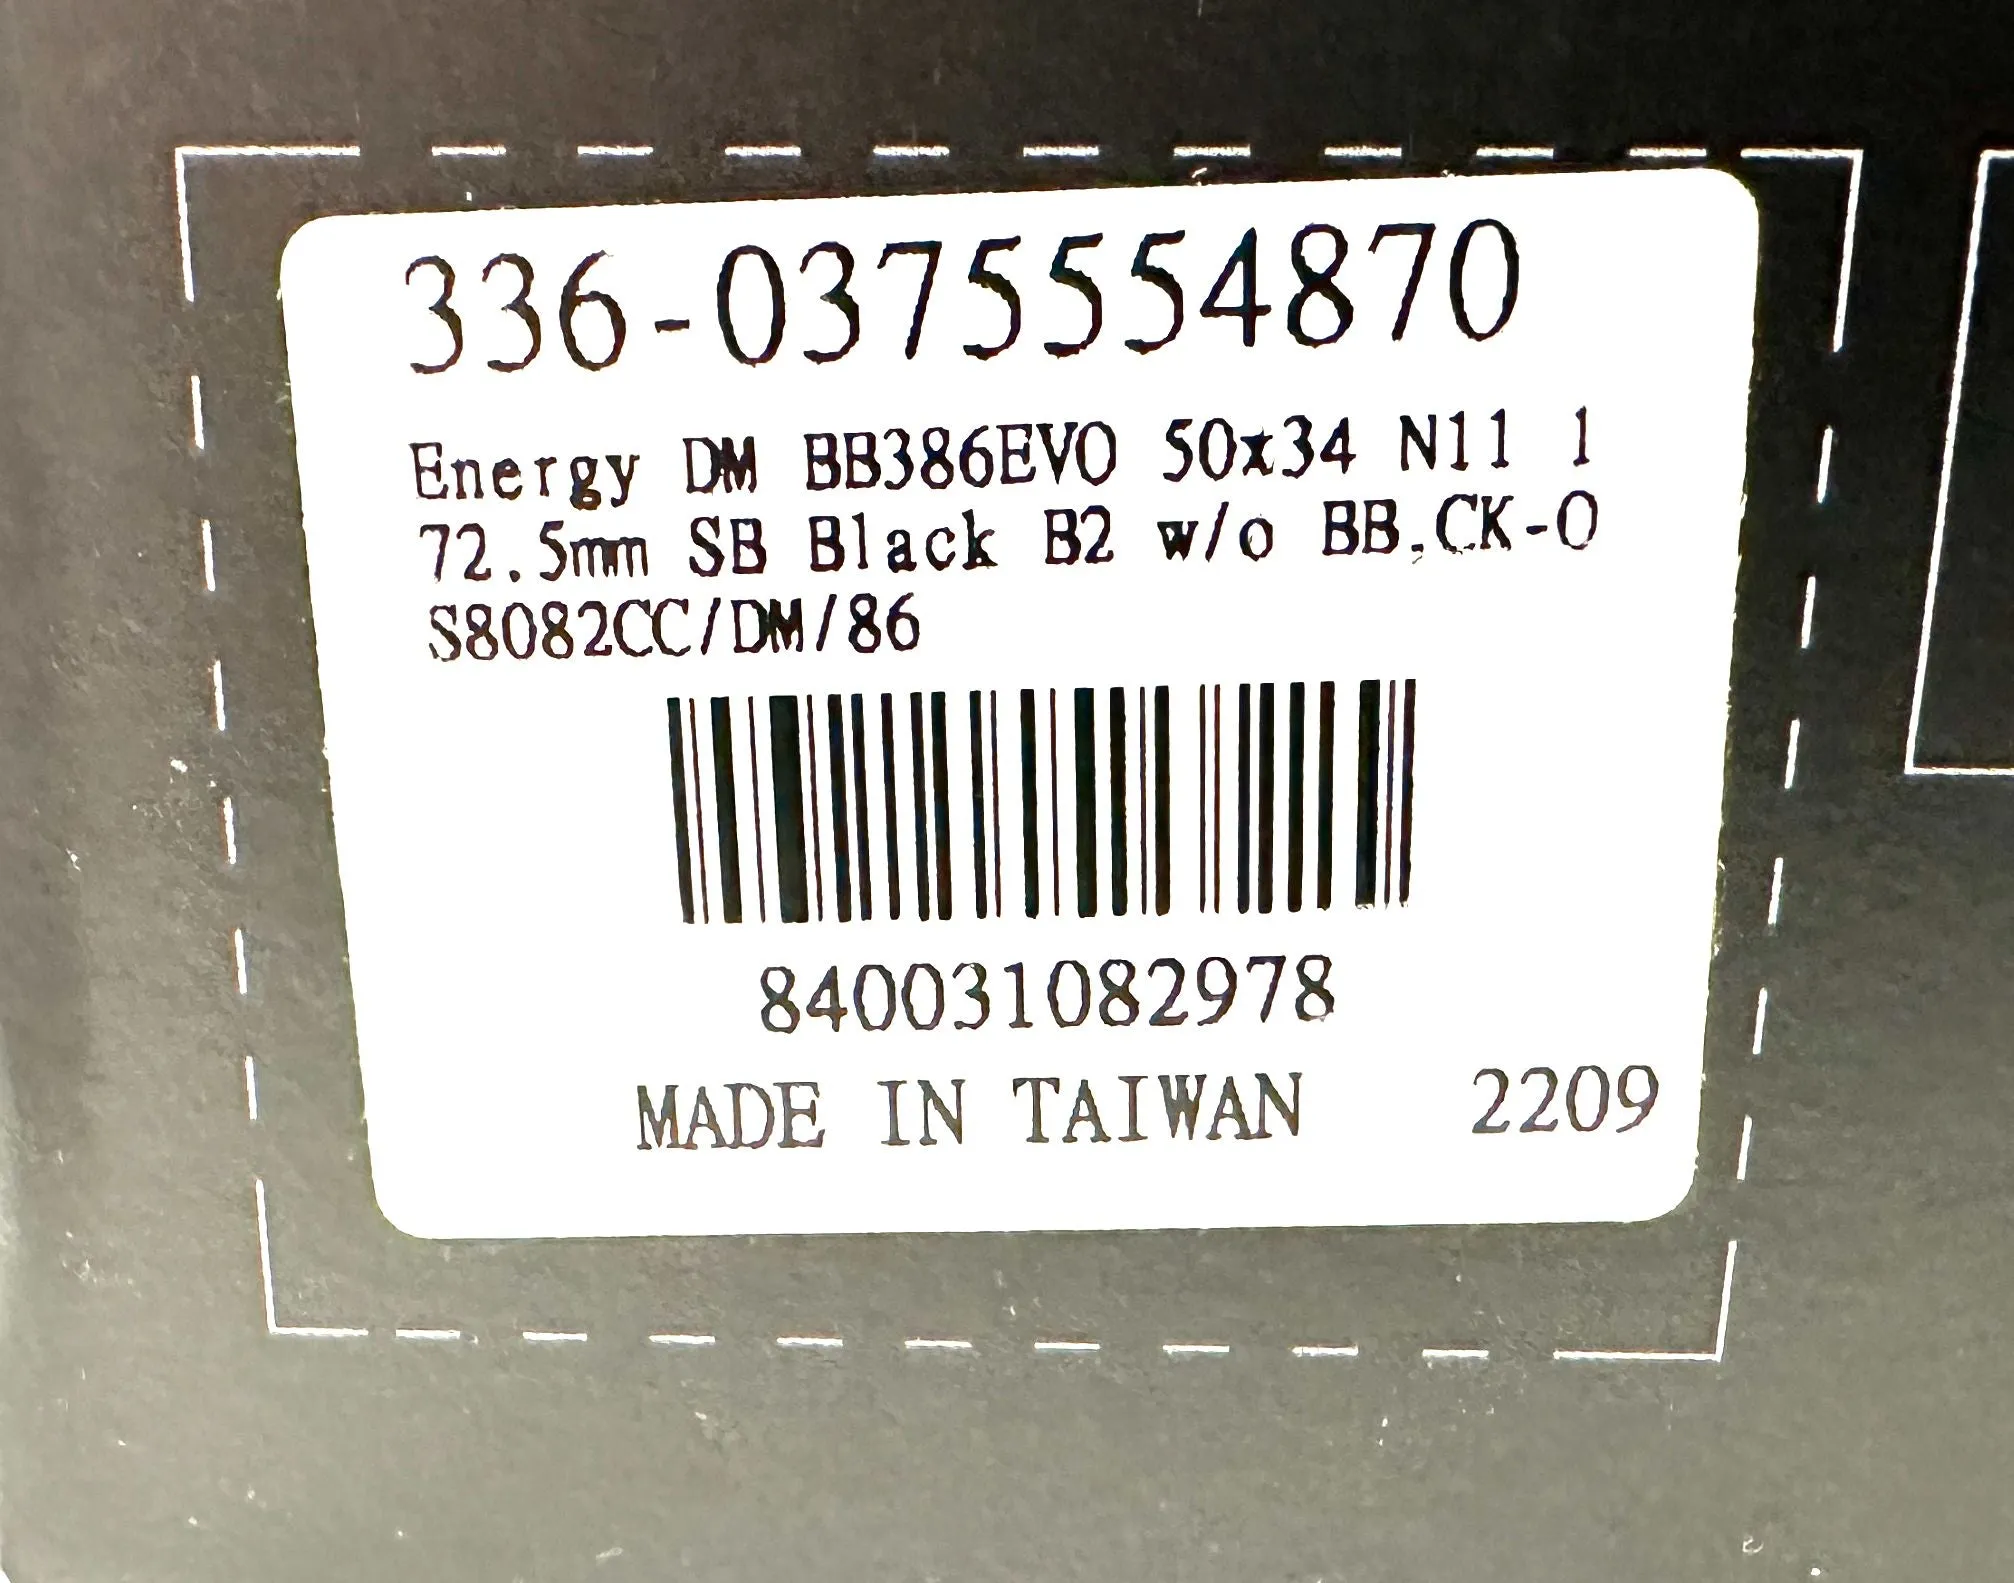 336-0375554870
Energy DM BB386EVO 50x34 N11 1
72.5mm SB Black B2 w/o BB,CK-O
S8082CC/DM/86
840031082978
MADE IN TAIWAN 2209